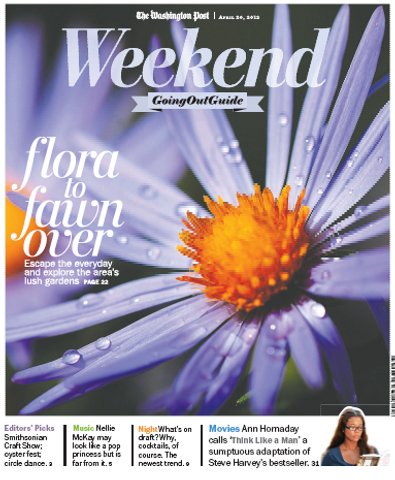 The Washington Post | April 20, 2012
Weekend
GoingOutGuide
flora
to
fawn
over
Escape the everyday
and explore the area's
lush gardens PAGE 22
Editors' Picks
Smithsonian
Craft Show;
oyster fest;
circle dance. 3
Music Nellie
McKay may
look like a pop
princess but is
far from it. 5
Night What's on
draft? Why,
cocktails, of
course. The
newest trend. 9
Movies Ann Hornaday
calls 'Think Like a Man' a
sumptuous adaptation of
Steve Harvey's bestseller. 31